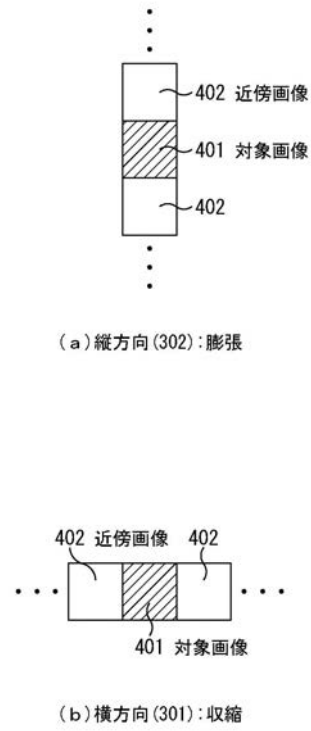 402 近傍画像
401 対象画像
402
(a)縦方向(302):膨張
402 近傍画像 402
401 対象画像
(b)横方向(301):収縮